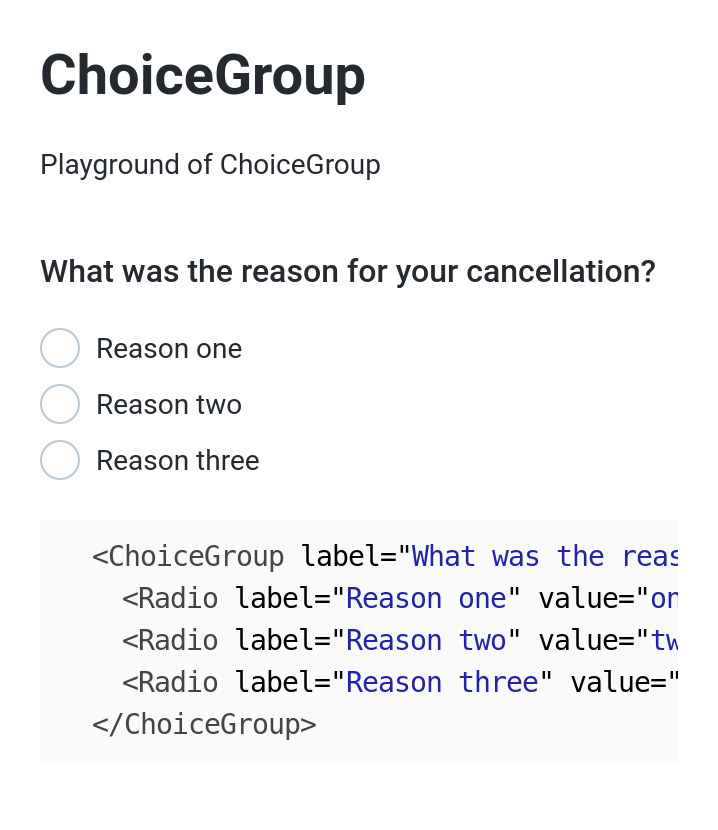 ChoiceGroup
Playground of ChoiceGroup
What was the reason for your cancellation?
Reason one
Reason two
Reason three
<ChoiceGroup label="What was the reas
<Radio label="Reason one" value="on
<Radio label="Reason two" value="tw
<Radio label="Reason three" value="
</ChoiceGroup>